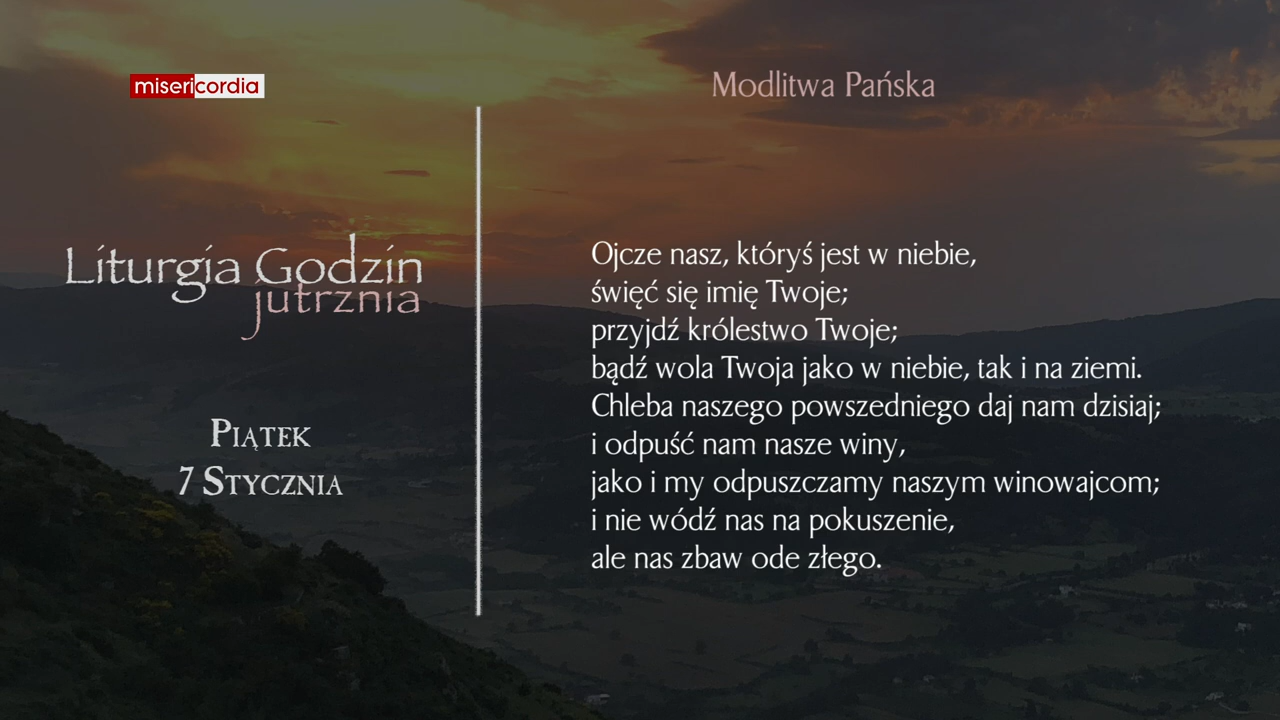 misericordia
Liturgia Godzin
jutrznia
Piątek
7 Stycznia
Modlitwa Pańska
Ojcze nasz, któryś jest w niebie,
święć się imię Twoje;
przyjdź królestwo Twoje;
bądź wola Twoja jako w niebie, tak i na ziemi.
Chleba naszego powszedniego daj nam dzisiaj;
i odpuść nam nasze winy,
jako i my odpuszczamy naszym winowajcom;
i nie wódź nas na pokuszenie,
ale nas zbaw ode złego.